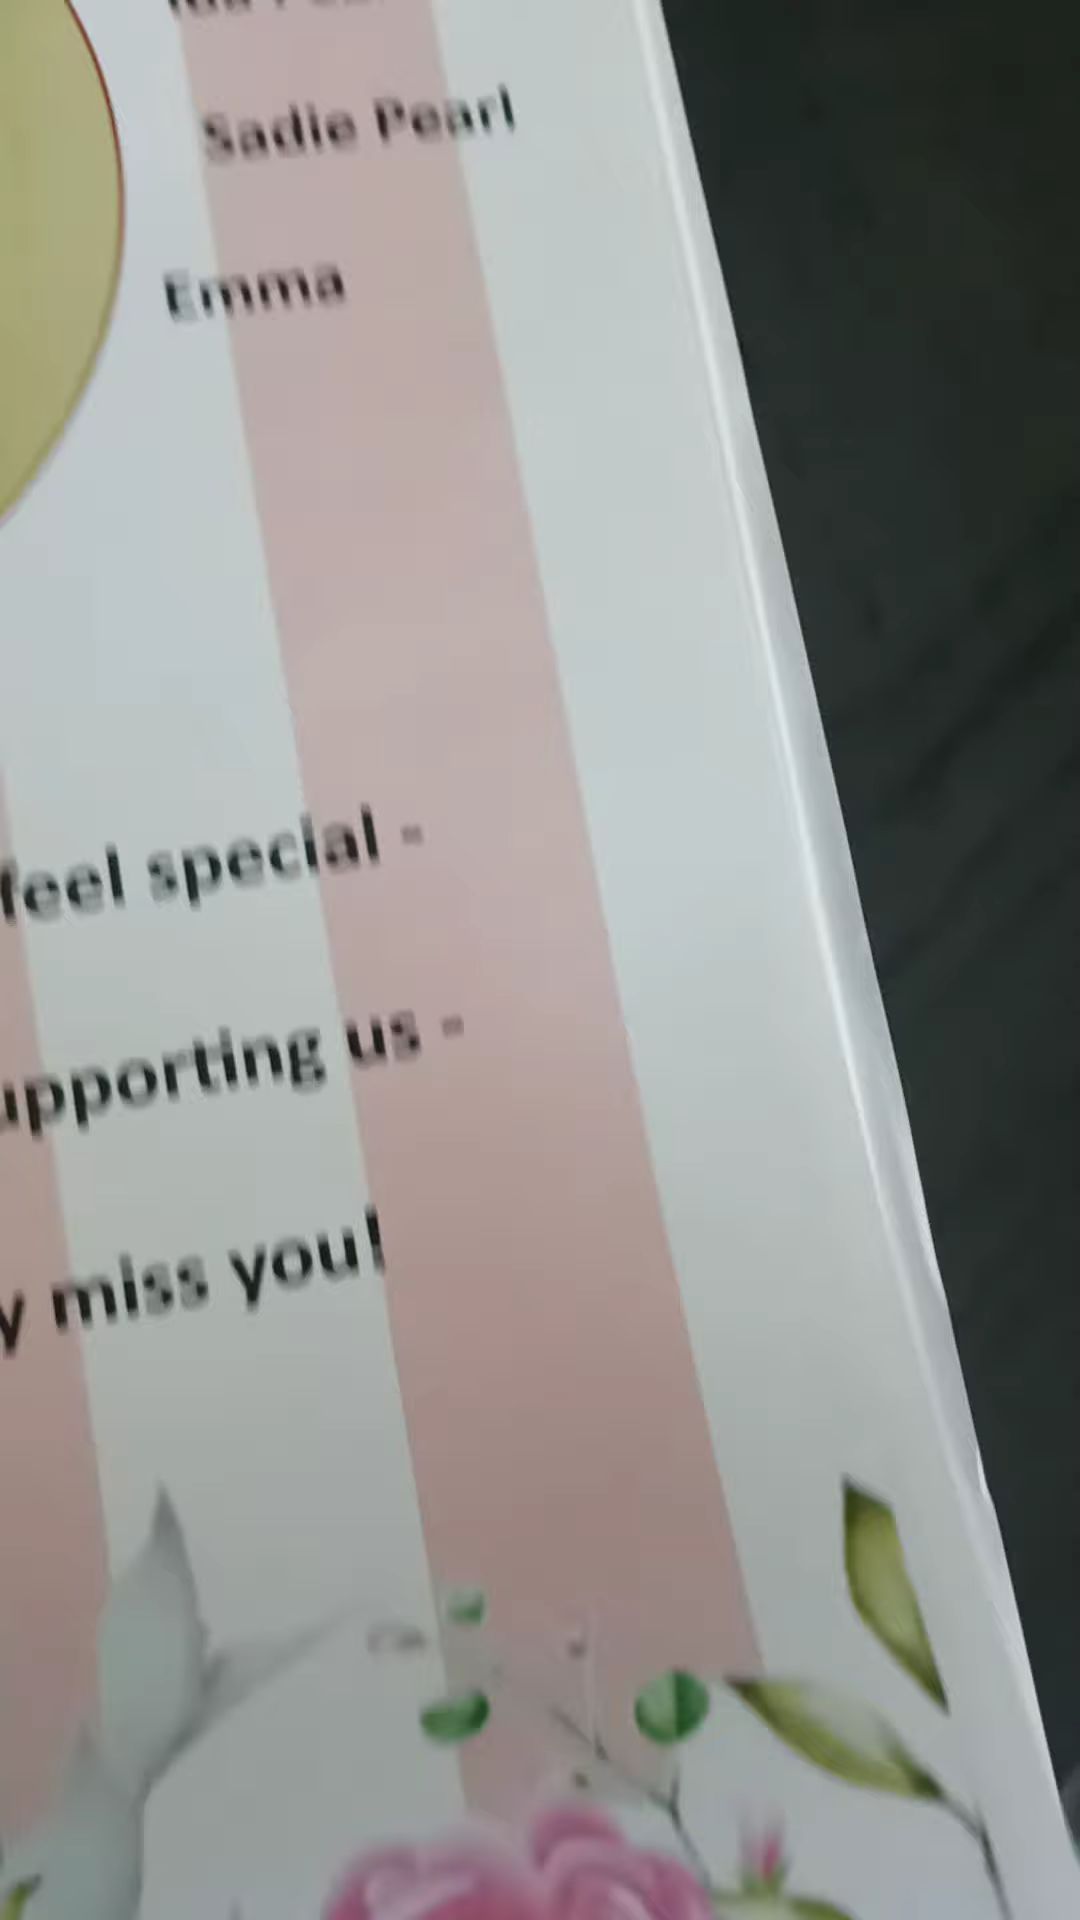 Sadie Pearl
Emma
feel special -
upporting us -
y miss you!